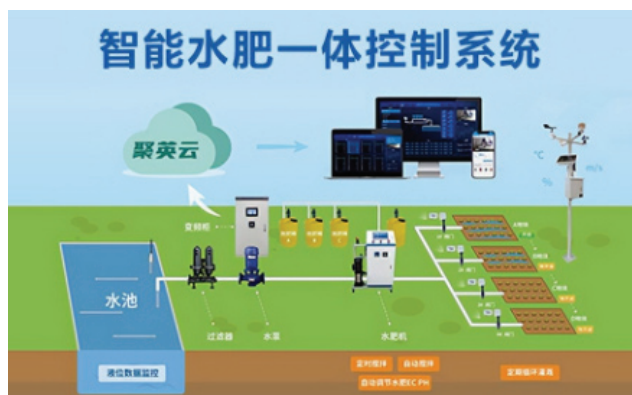 智能水肥一体控制系统
聚英云
℃
m/s
%
变频柜
水池
过滤器
水泵
水肥机
液位数据监控
定时搅拌
自动搅拌
自动调节水肥EC PH
定期循环灌溉